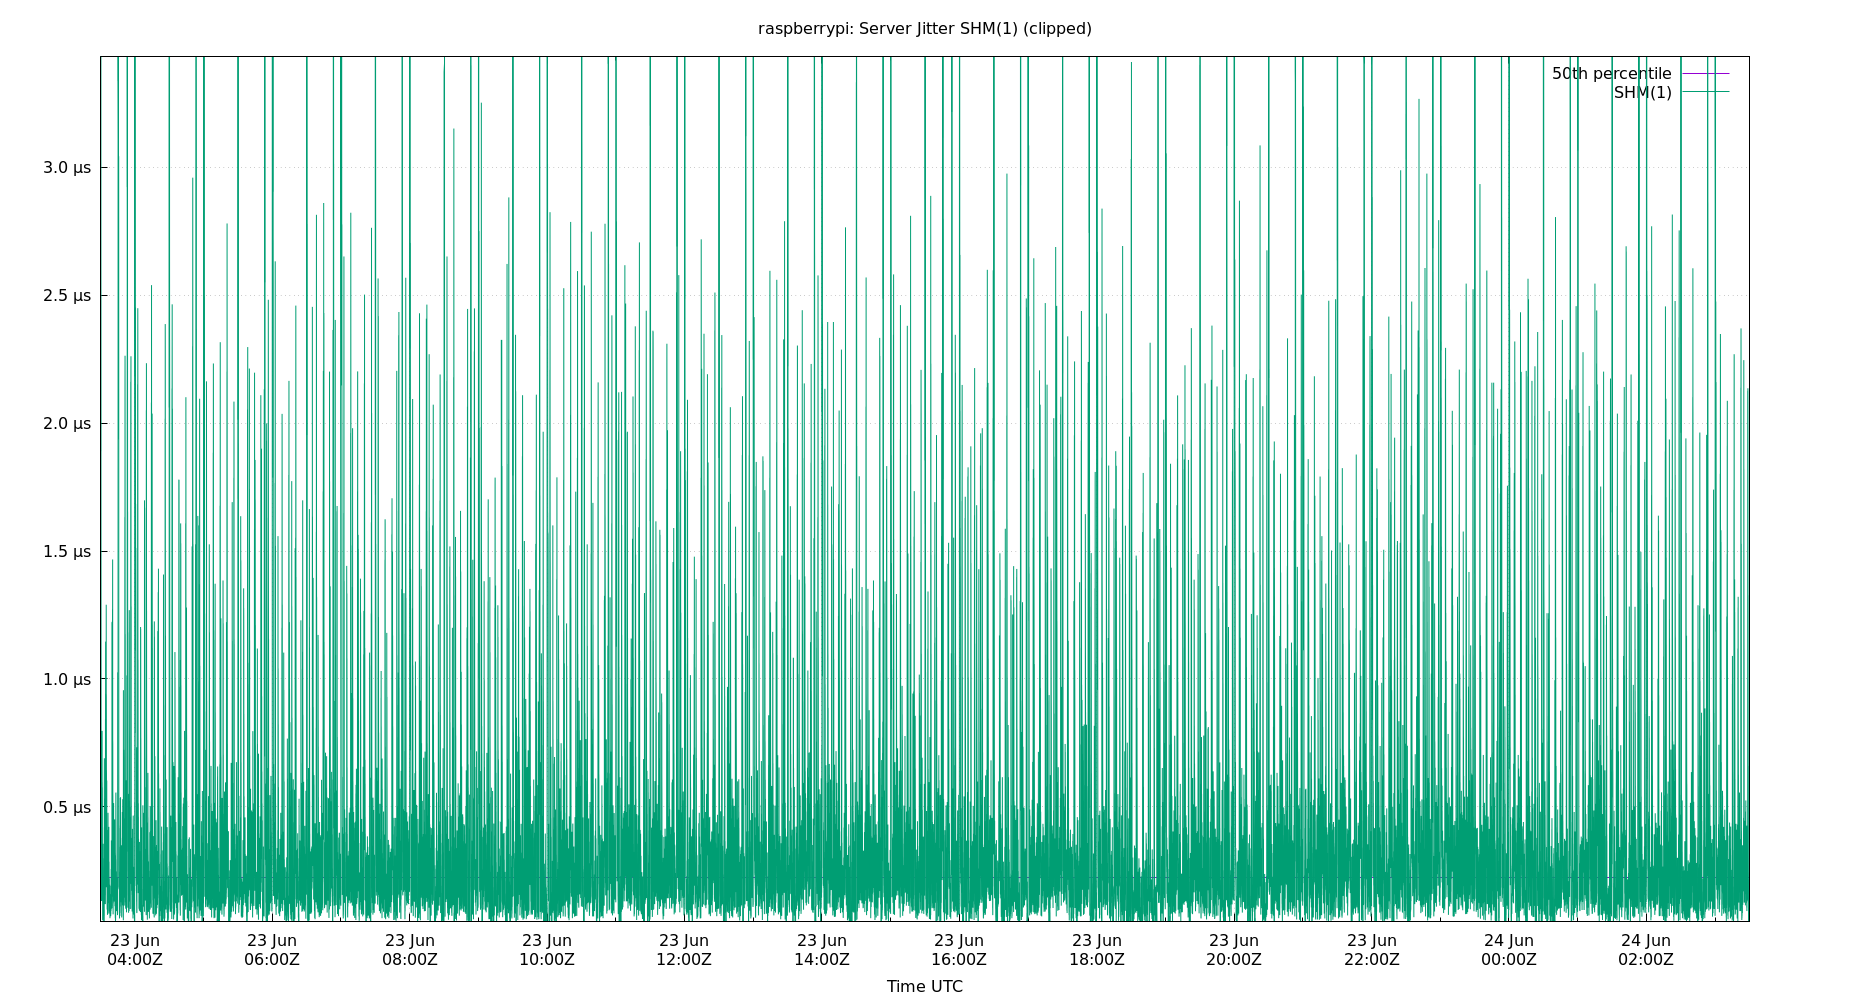 raspberrypi: Server Jitter SHM(1) (clipped)
50th percentile
SHM(1)
3.0 µs
2.5 µs
2.0 µs
1.5 µs
1.0 µs
0.5 µs
23 Jun 23 Jun 23 Jun 23 Jun 23 Jun 23 Jun 23 Jun 23 Jun 23 Jun 23 Jun 24 Jun 24 Jun
04:00Z 06:00Z 08:00Z 10:00Z 12:00Z 14:00Z 16:00Z 18:00Z 20:00Z 22:00Z 00:00Z 02:00Z
Time UTC